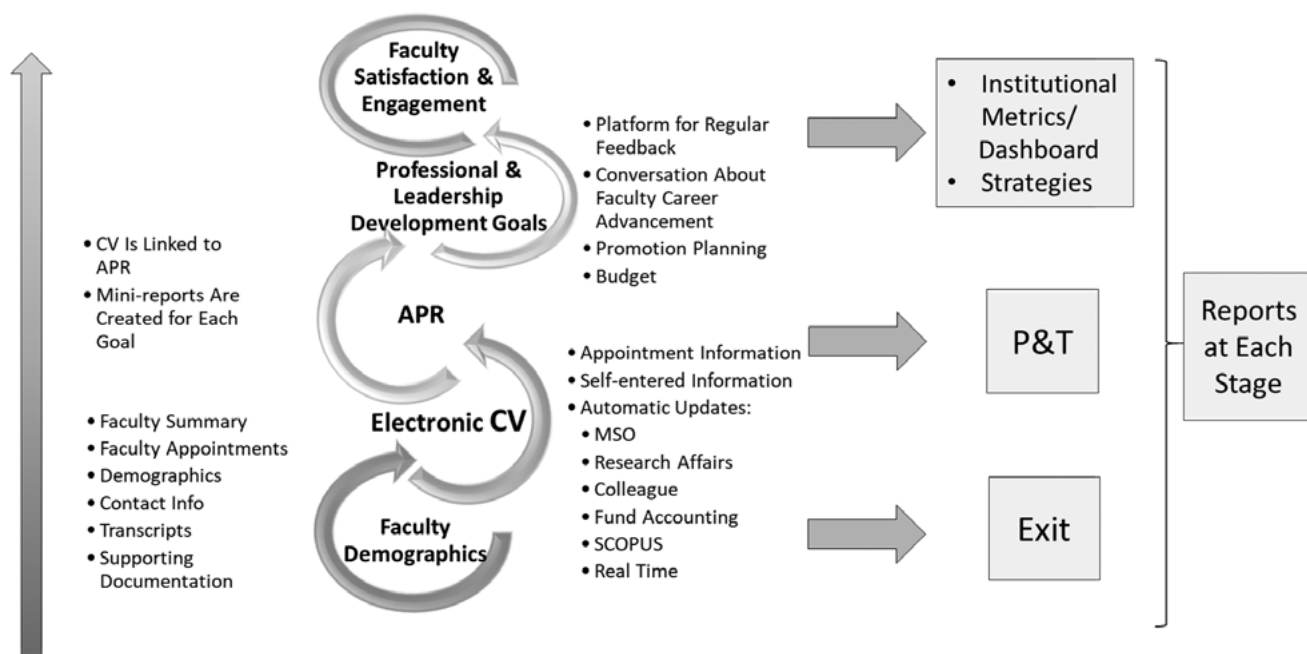 Faculty
Satisfaction &
Engagement
Professional &
Leadership
Development Goals
APR
Electronic CV
Faculty
Demographics
• CV Is Linked to
APR
• Mini-reports Are
Created for Each
Goal
• Faculty Summary
• Faculty Appointments
• Demographics
• Contact Info
• Transcripts
• Supporting
Documentation
• Platform for Regular
Feedback
• Conversation About
Faculty Career
Advancement
• Promotion Planning
• Budget
• Appointment Information
• Self-entered Information
• Automatic Updates:
• MSO
• Research Affairs
• Colleague
• Fund Accounting
• SCOPUS
• Real Time
• Institutional
Metrics/
Dashboard
• Strategies
P&T
Exit
Reports
at Each
Stage